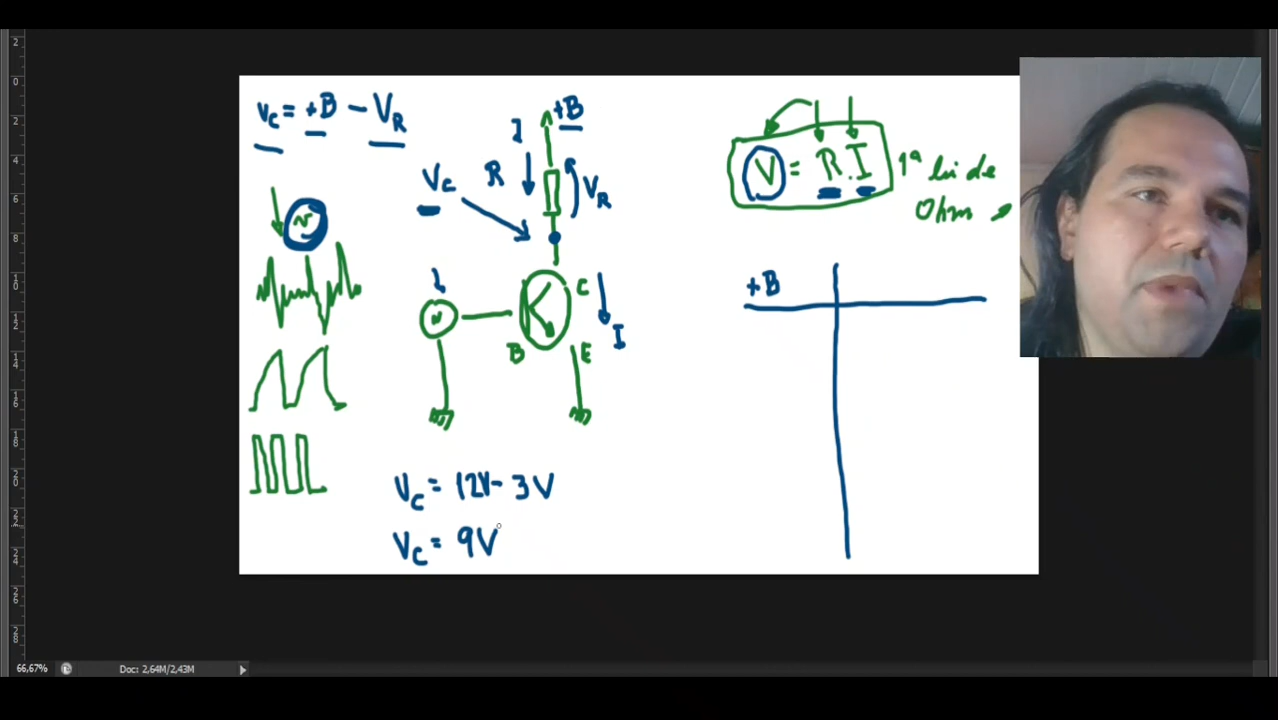 Vc = +B - VR
+B
I
Vc
R
VR
C
I
B
E
Vc = 12V - 3V
Vc = 9V
V = R.I
1ª lei de
Ohm
+B
66,67%
Doc: 2,64M/2,43M